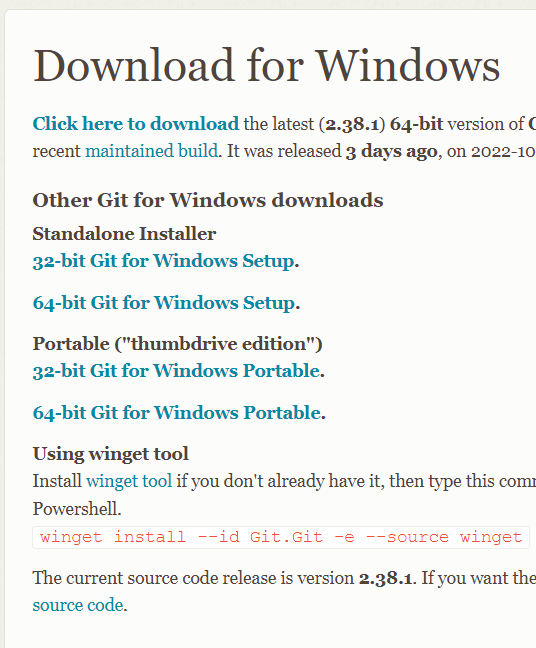 Download for Windows
Click here to download the latest (2.38.1) 64-bit version of
recent maintained build. It was released 3 days ago, on 2022-10
Other Git for Windows downloads
Standalone Installer
32-bit Git for Windows Setup.
64-bit Git for Windows Setup.
Portable ("thumbdrive edition")
32-bit Git for Windows Portable.
64-bit Git for Windows Portable.
Using winget tool
Install winget tool if you don't already have it, then type this
Powershell.
winget install --id Git.Git -e --source winget
The current source code release is version 2.38.1. If you want the
source code.